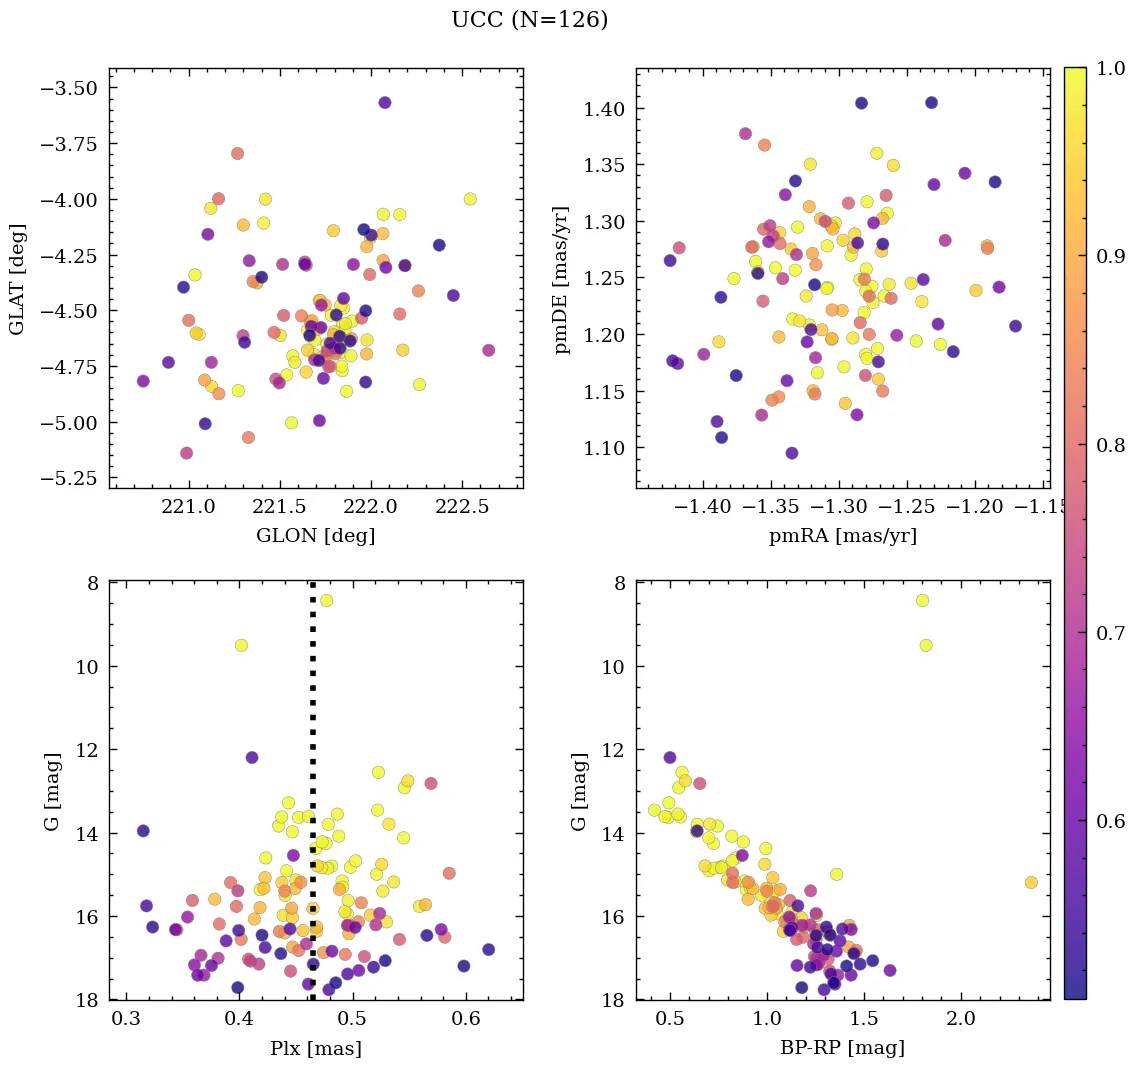 UCC (N=126)
−3.50
−3.75
−4.00
−4.25
−4.50
−4.75
−5.00
−5.25
GLAT [deg]
221.0 221.5 222.0 222.5
GLON [deg]
1.40
1.35
1.30
1.25
1.20
1.15
1.10
pmDE [mas/yr]
−1.40 −1.35 −1.30 −1.25 −1.20 −1.15
pmRA [mas/yr]
8
10
12
14
16
18
G [mag]
0.3 0.4 0.5 0.6
Plx [mas]
8
10
12
14
16
18
G [mag]
0.5 1.0 1.5 2.0
BP-RP [mag]
1.0
0.9
0.8
0.7
0.6